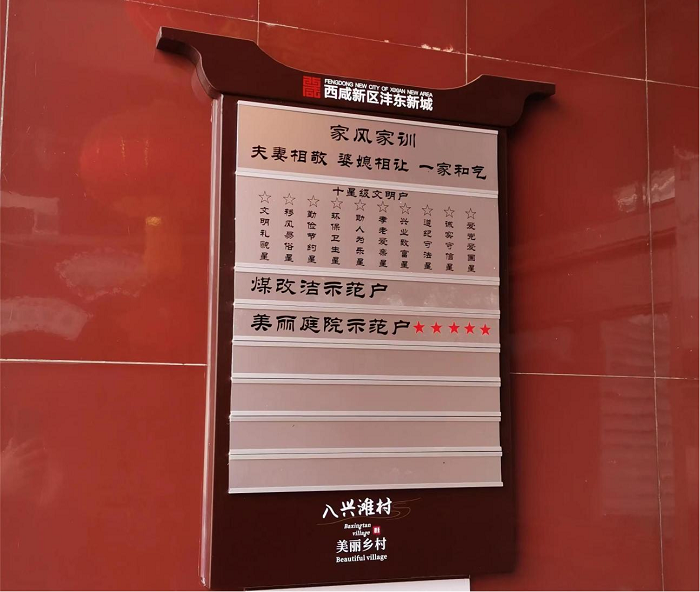 FENGDONG NEW CITY OF XIXIAN NEW AREA
西咸新区沣东新城
家风家训
夫妻相敬 婆媳相让 一家和气
十星级文明户
☆ ☆ ☆ ☆ ☆ ☆ ☆ ☆ ☆ ☆
文明礼貌星
移风易俗星
勤俭节约星
环保卫生星
助人为乐星
孝老爱亲星
兴业致富星
遵纪守法星
诚实守信星
爱党爱国星
煤改洁示范户
美丽庭院示范户★★★★★
八兴滩村
Baxingtan
village
美丽乡村
Beautiful village